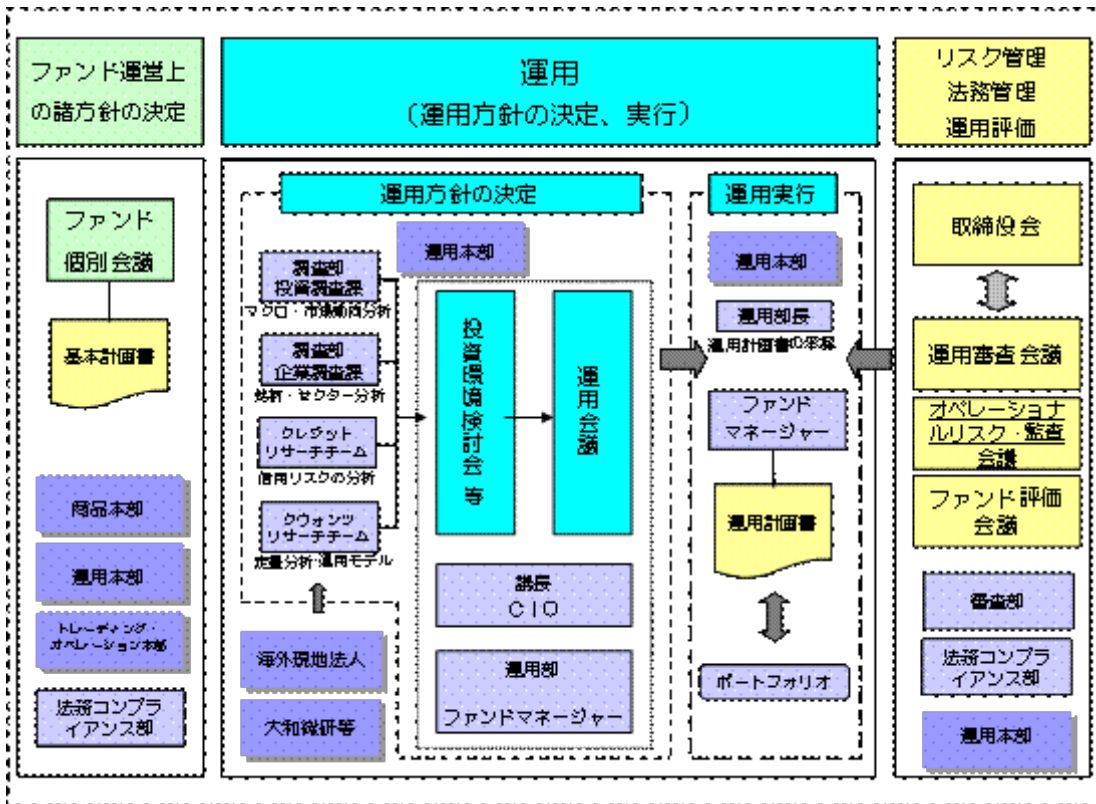 ファンド運営上
の諸方針の決定
運用
（運用方針の決定、実行）
リスク管理
法務管理
運用評価
ファンド
個別会議
基本計画書
商品本部
運用本部
トレーディング・
オペレーション本部
法務コンプラ
イアンス部
運用方針の決定
運用本部
調査部
投資調査課
マクロ・市場動向分析
調査部
企業調査課
銘柄・セクター分析
クレジット
リサーチチーム
信用リスクの分析
クウォンツ
リサーチチーム
定量分析・運用モデル
海外現地法人
大和総研等
投資環境検討会 等
運用会議
議長
ＣＩＯ
運用部
ファンドマネージャー
運用実行
運用本部
運用部長
運用計画書の承認
ファンド
マネージャー
運用計画書
ポートフォリオ
取締役会
運用審査会議
オペレーショナ
ルリスク・監査
会議
ファンド評価
会議
審査部
法務コンプラ
イアンス部
運用本部